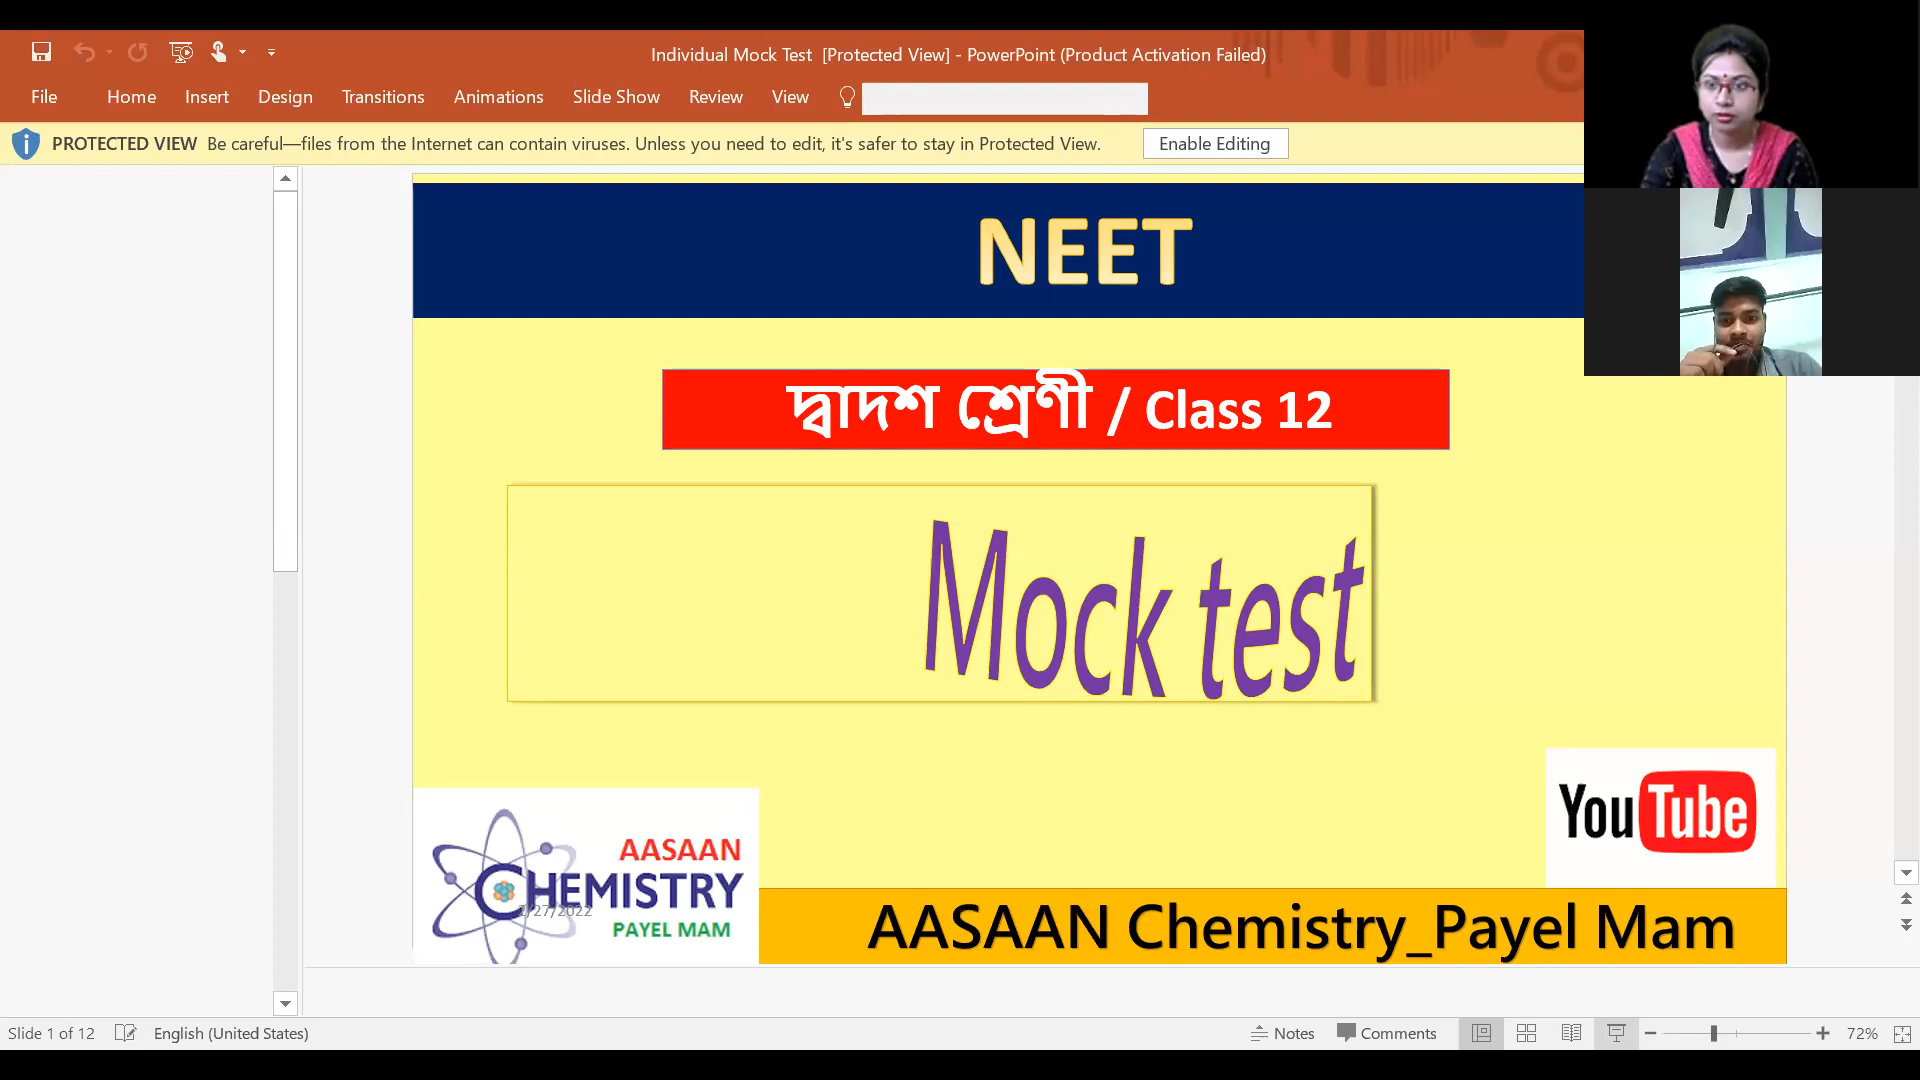 Individual Mock Test [Protected View] - PowerPoint (Product Activation Failed)
File Home Insert Design Transitions Animations Slide Show Review View
PROTECTED VIEW Be careful—files from the Internet can contain viruses. Unless you need to edit, it's safer to stay in Protected View. Enable Editing
NEET
দ্বাদশ শ্রেণী / Class 12
Mock test
YouTube
AASAAN
CHEMISTRY
/27/2022
PAYEL MAM
AASAAN Chemistry_Payel Mam
Slide 1 of 12 English (United States) Notes Comments 72%